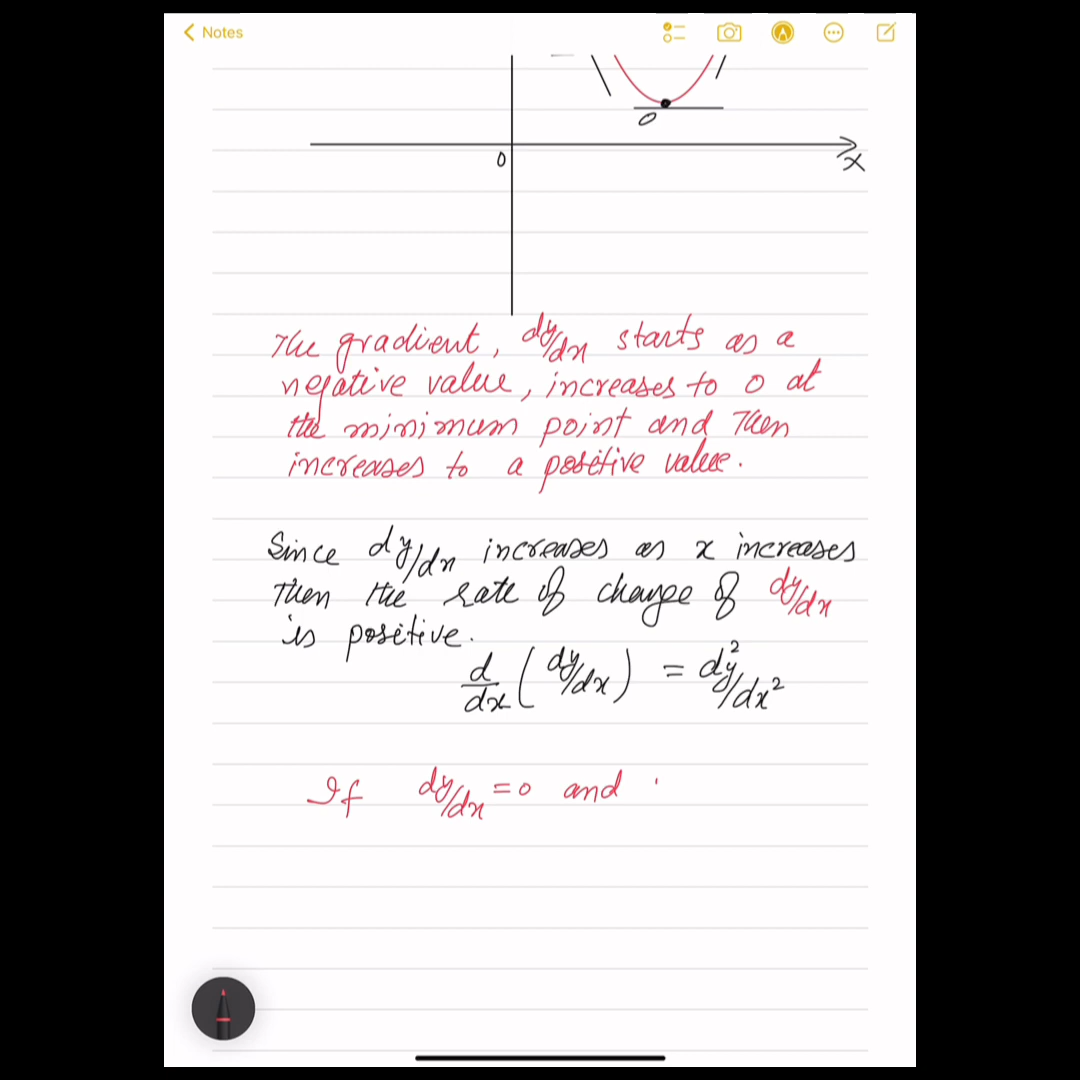 Notes
0
0
x
The gradient, dy/dx starts as a
negative value, increases to 0 at
the minimum point and then
increases to a positive value.
Since dy/dx increases as x increases
then the rate of change of dy/dx
is positive.
d/dx (dy/dx) = dy²/dx²
If dy/dx = 0 and